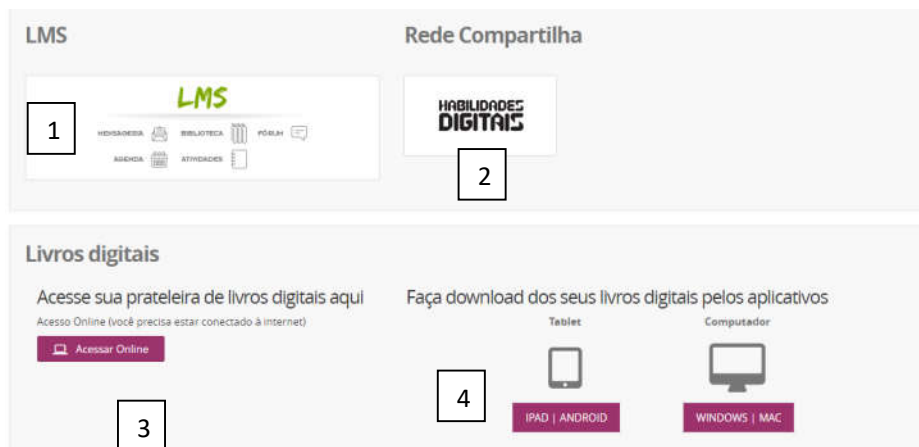 LMS
Rede Compartilha
LMS
MENSAGERIA BIBLIOTECA FÓRUM
AGENDA ATIVIDADES
1
HABILIDADES
DIGITAIS
2
Livros digitais
Acesse sua prateleira de livros digitais aqui
Acesso Online (você precisa estar conectado à internet)
Acessar Online
3
Faça download dos seus livros digitais pelos aplicativos
Tablet
Computador
4
IPAD | ANDROID
WINDOWS | MAC